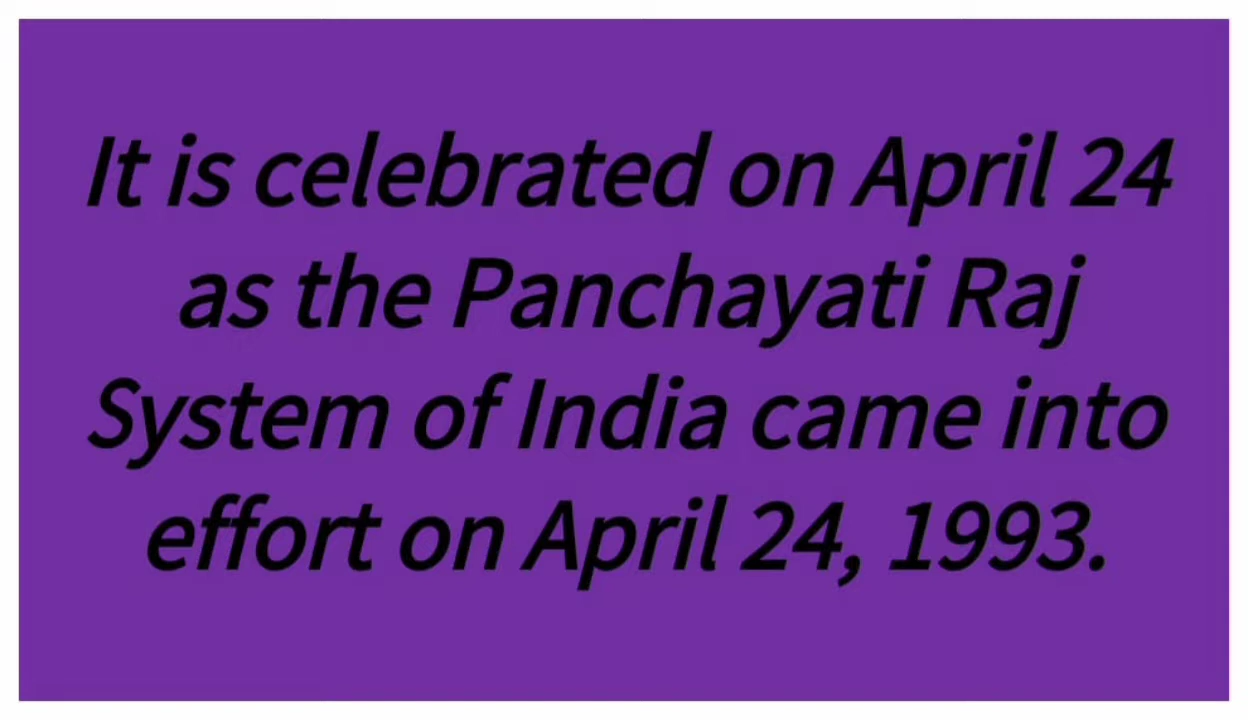 It is celebrated on April 24
as the Panchayati Raj
System of India came into
effort on April 24, 1993.